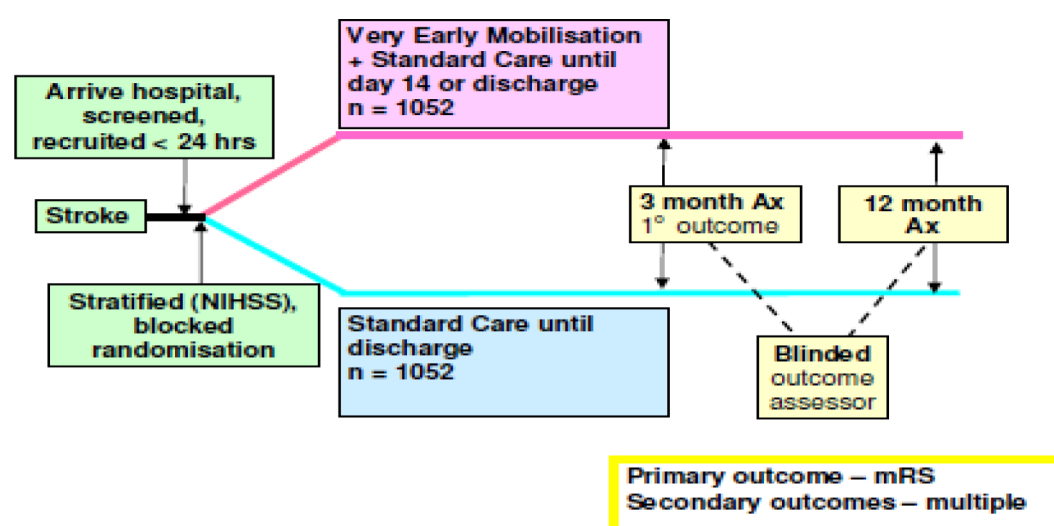 Very Early Mobilisation
+ Standard Care until
day 14 or discharge
n = 1052
Arrive hospital,
screened,
recruited < 24 hrs
Stroke
3 month Ax
1° outcome
12 month
Ax
Stratified (NIHSS),
blocked
randomisation
Standard Care until
discharge
n = 1052
Blinded
outcome
assessor
Primary outcome – mRS
Secondary outcomes – multiple